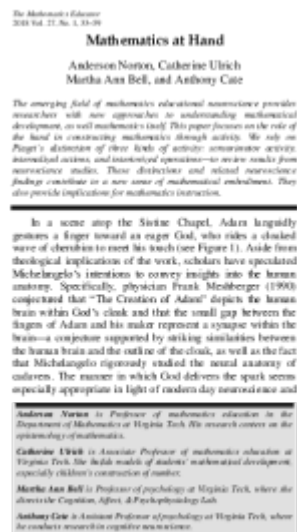 The Mathematics Educator
2018 Vol. 27, No. 1, 33–59
Mathematics at Hand
Anderson Norton, Catherine Ulrich
Martha Ann Bell, and Anthony Cate
The emerging field of mathematics educational neuroscience provides
researchers with new approaches to understanding mathematical
development, as well mathematics itself. This paper focuses on the role of
the hand in constructing mathematics through activity. We rely on
Piaget's distinction of three kinds of activity: sensorimotor activity,
internalized actions, and interiorized operations—to review results from
neuroscience studies. These distinctions and related neuroscience
findings contribute to a new sense of mathematical embodiment. They
also provide implications for mathematics instruction.
In a scene atop the Sistine Chapel, Adam languidly
gestures a finger toward an eager God, who rides a cloaked
wave of cherubim to meet his touch (see Figure 1). Aside from
theological implications of the work, scholars have speculated
Michelangelo's intentions to convey insights into the human
anatomy. Specifically, physician Frank Meshberger (1990)
conjectured that “The Creation of Adam” depicts the human
brain within God's cloak and that the small gap between the
fingers of Adam and his maker represent a synapse within the
brain—a conjecture supported by striking similarities between
the human brain and the outline of the cloak, as well as the fact
that Michelangelo rigorously studied the neural anatomy of
cadavers. The manner in which God delivers the spark seems
especially appropriate in light of modern day neuroscience and
Anderson Norton is Professor of mathematics education in the
Department of Mathematics at Virginia Tech. His research centers on the
epistemology of mathematics.
Catherine Ulrich is Associate Professor of mathematics education at
Virginia Tech. She builds models of students' mathematical development,
especially children's construction of number.
Martha Ann Bell is Professor of psychology at Virginia Tech, where she
directs the Cognition, Affect, & Psychophysiology Lab.
Anthony Cate is Assistant Professor of psychology at Virginia Tech, where
he conducts research in cognitive neuroscience.